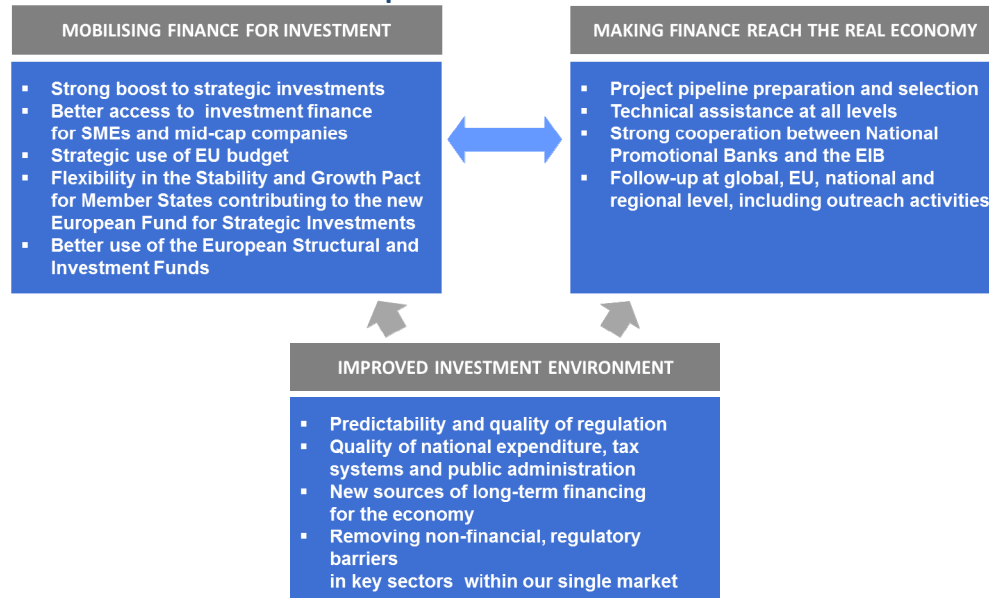 MOBILISING FINANCE FOR INVESTMENT
▪ Strong boost to strategic investments
▪ Better access to investment finance
for SMEs and mid-cap companies
▪ Strategic use of EU budget
▪ Flexibility in the Stability and Growth Pact
for Member States contributing to the new
European Fund for Strategic Investments
▪ Better use of the European Structural and
Investment Funds
MAKING FINANCE REACH THE REAL ECONOMY
▪ Project pipeline preparation and selection
▪ Technical assistance at all levels
▪ Strong cooperation between National
Promotional Banks and the EIB
▪ Follow-up at global, EU, national and
regional level, including outreach activities
IMPROVED INVESTMENT ENVIRONMENT
▪ Predictability and quality of regulation
▪ Quality of national expenditure, tax
systems and public administration
▪ New sources of long-term financing
for the economy
▪ Removing non-financial, regulatory
barriers
in key sectors within our single market